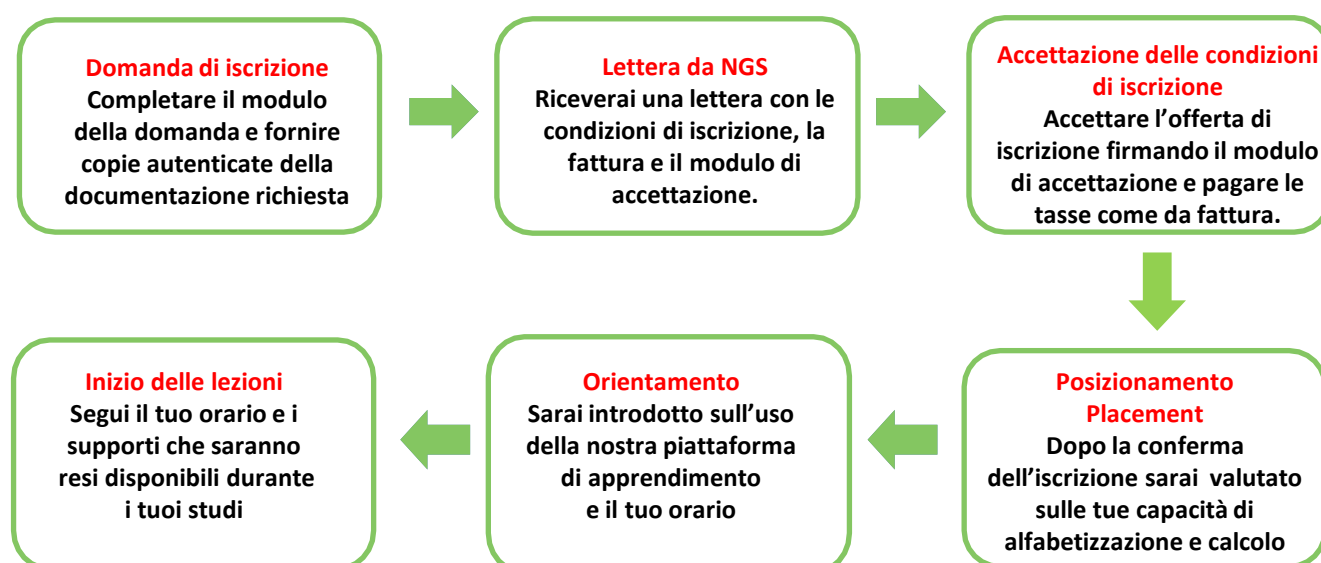 Domanda di iscrizione
Completare il modulo
della domanda e fornire
copie autenticate della
documentazione richiesta
Lettera da NGS
Riceverai una lettera con le
condizioni di iscrizione, la
fattura e il modulo di
accettazione.
Accettazione delle condizioni
di iscrizione
Accettare l’offerta di
iscrizione firmando il modulo
di accettazione e pagare le
tasse come da fattura.
Posizionamento
Placement
Dopo la conferma
dell’iscrizione sarai valutato
sulle tue capacità di
alfabetizzazione e calcolo
Orientamento
Sarai introdotto sull’uso
della nostra piattaforma
di apprendimento
e il tuo orario
Inizio delle lezioni
Segui il tuo orario e i
supporti che saranno
resi disponibili durante
i tuoi studi